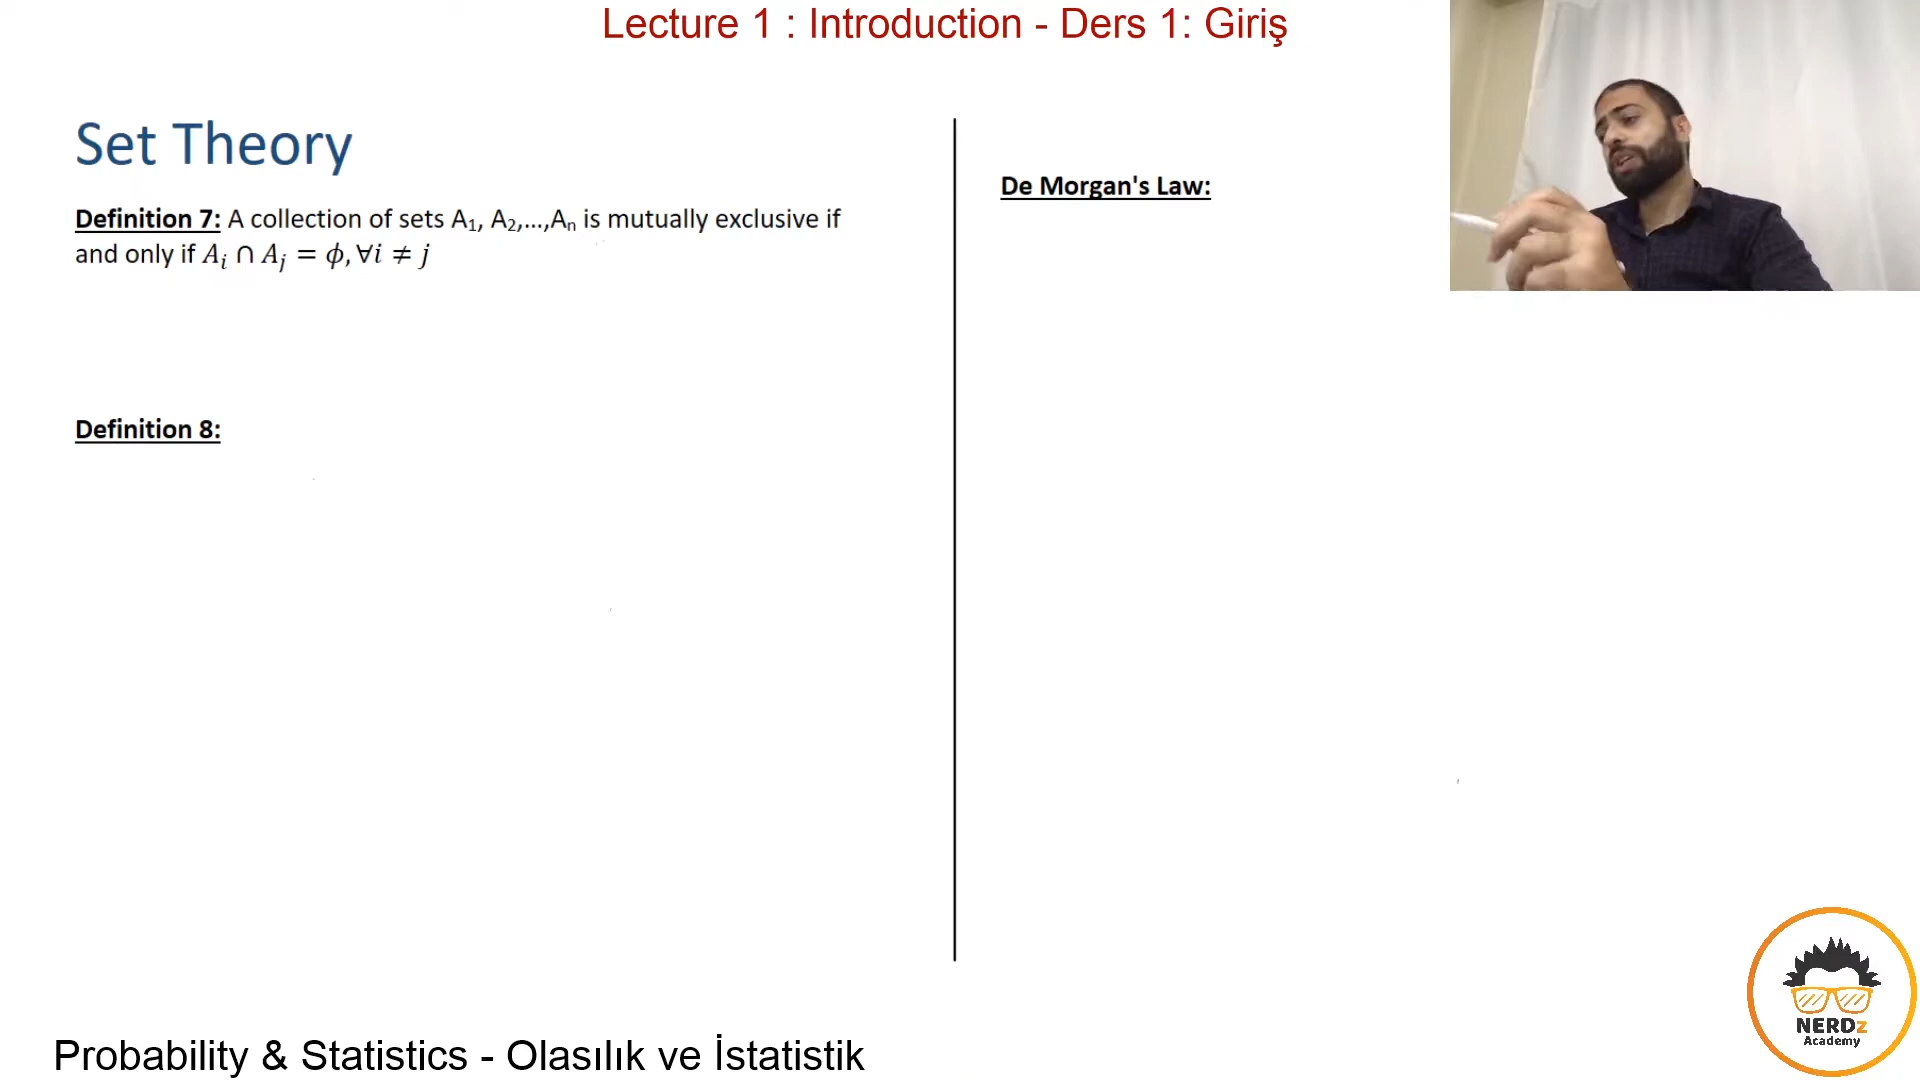 Lecture 1 : Introduction - Ders 1: Giriş
Set Theory
Definition 7: A collection of sets A₁, A₂,...,Aₙ is mutually exclusive if
and only if 𝐴ᵢ ∩ 𝐴ⱼ = ϕ, ∀i ≠ j
Definition 8:
De Morgan's Law:
NERDz
Academy
Probability & Statistics - Olasılık ve İstatistik